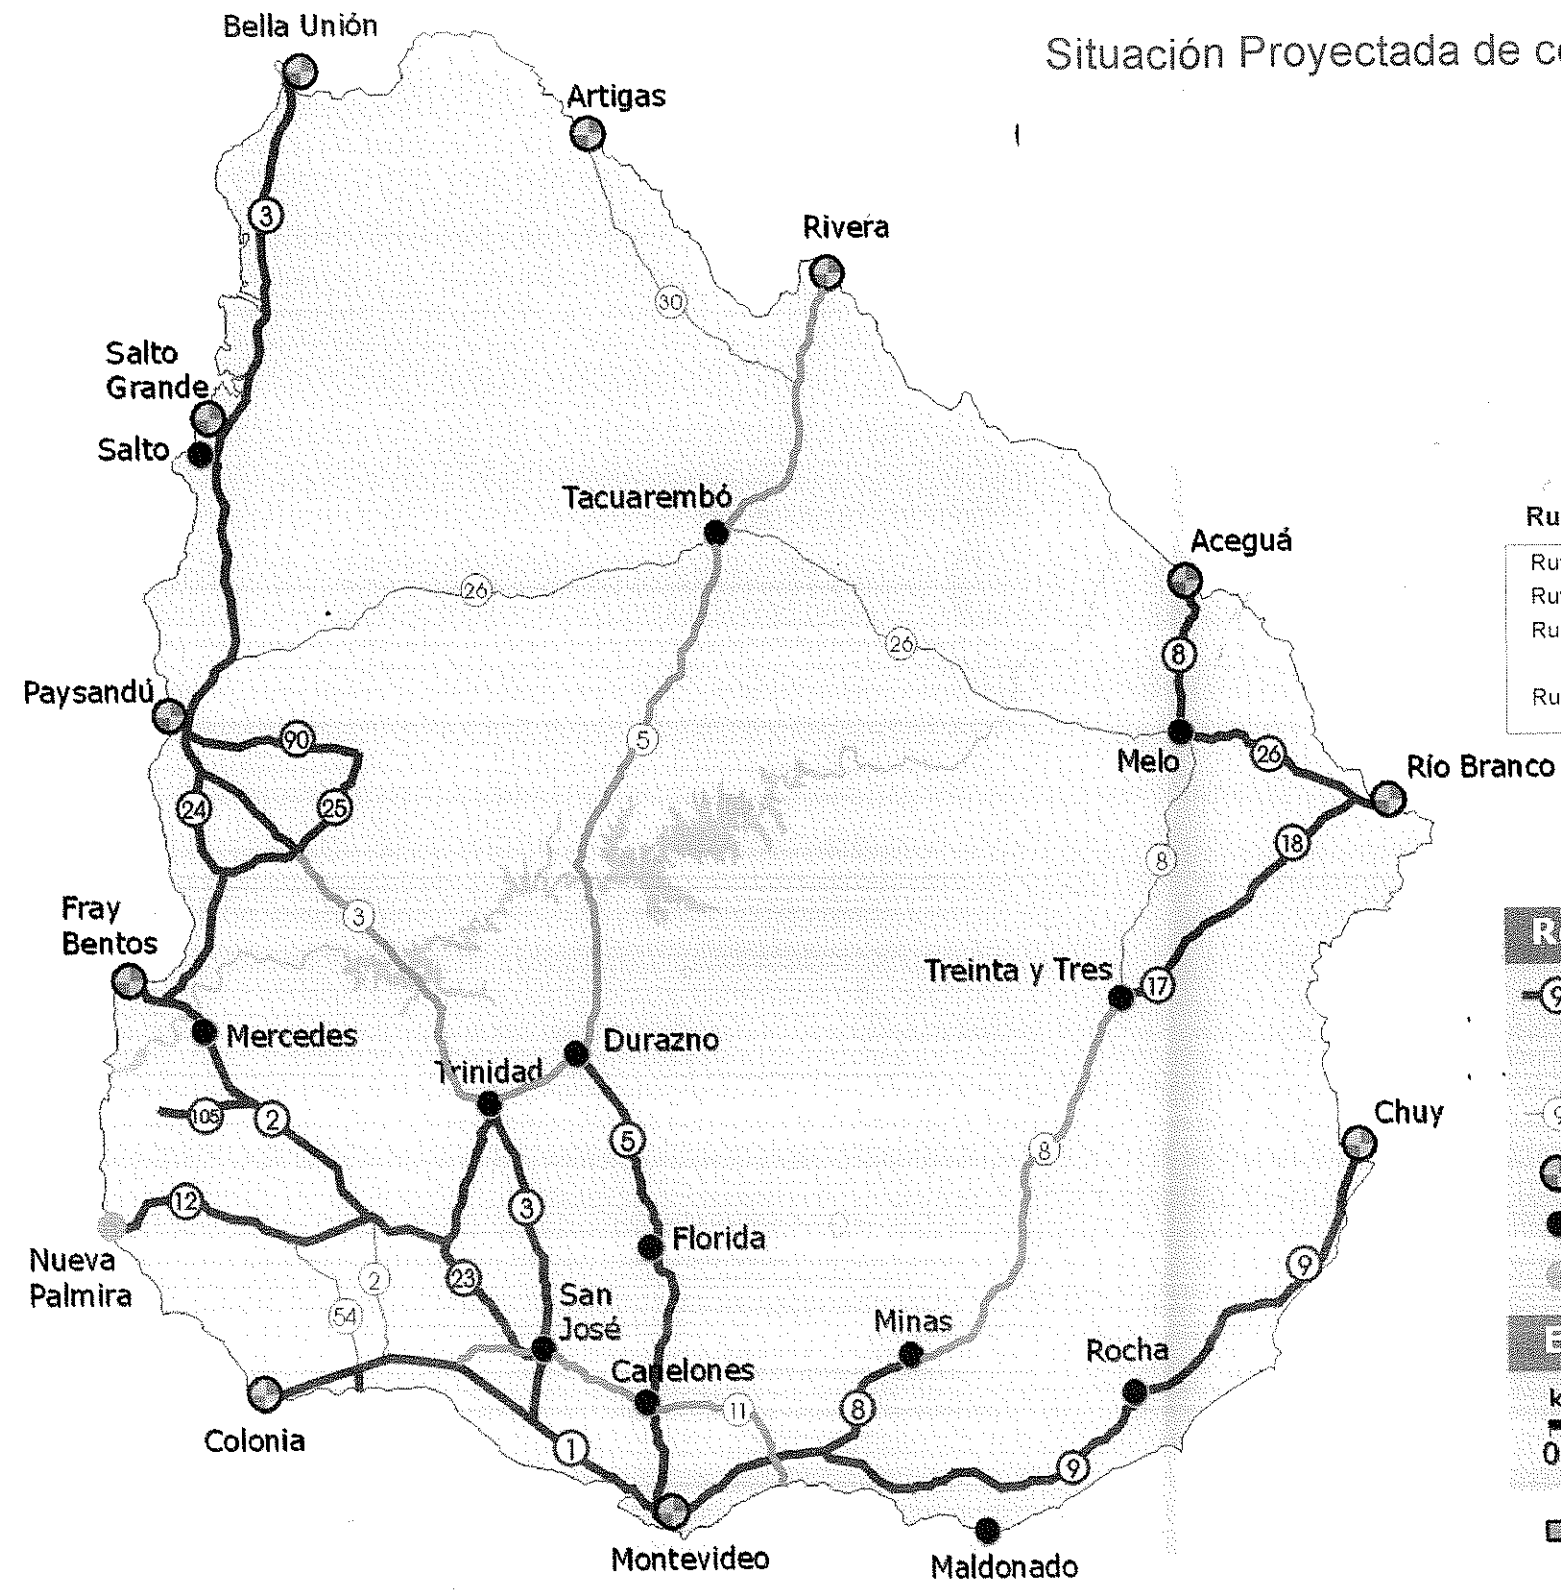 Bella Unión
Situación Proyectada de
Artigas
3
Rivera
30
Salto
Grande
Salto
Tacuarembó
Aceguá
26
26
8
Paysandú
90
5
Melo
26
Río Branco
24
25
18
8
Fray
Bentos
3
Treinta y Tres
17
Mercedes
Durazno
Trinidad
105
2
5
8
Chuy
12
3
Florida
Nueva
Palmira
23
2
9
54
San
José
Minas
Rocha
Canelones
11
8
Colonia
1
9
Montevideo
Maldonado